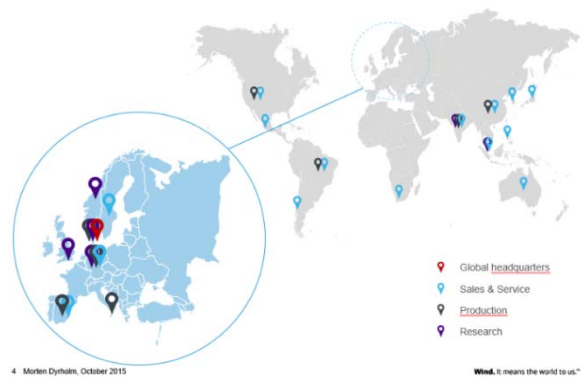 Global headquarters
Sales & Service
Production
Research
4 Morten Dyrholm, October 2015
Wind. It means the world to us.™